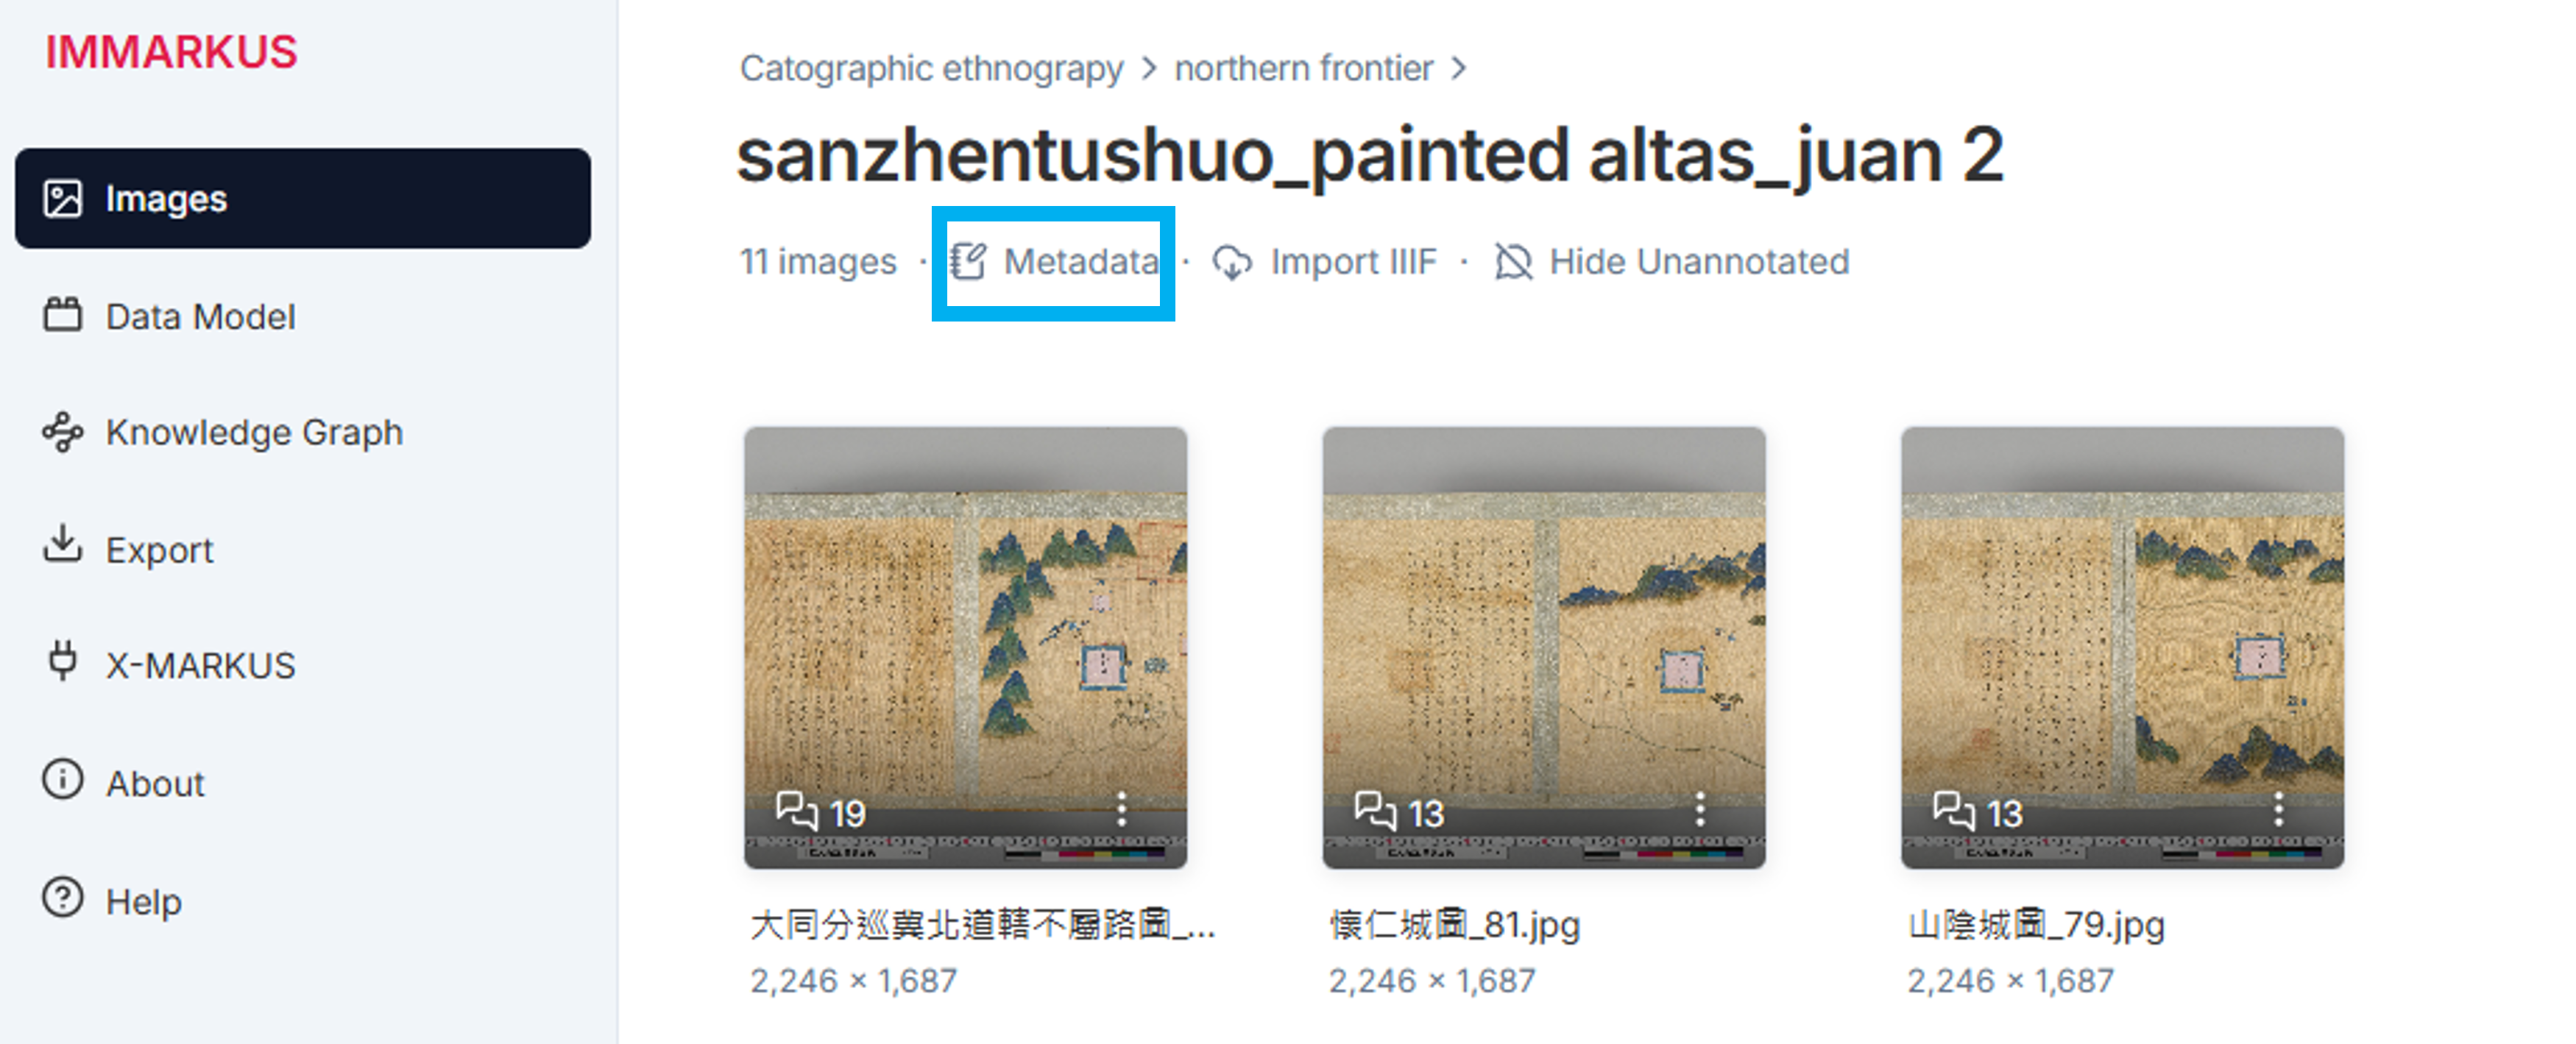 IMMARKUS
Images
Data Model
Knowledge Graph
Export
X-MARKUS
About
Help
Catographic ethnograpy > northern frontier >
sanzhentushuo_painted altas_juan 2
11 images · Metadata · Import IIIF · Hide Unannotated
19
13
13
大同分巡冀北道轄不屬路圖_...
懷仁城圖_81.jpg
山陰城圖_79.jpg
2,246 × 1,687
2,246 × 1,687
2,246 × 1,687